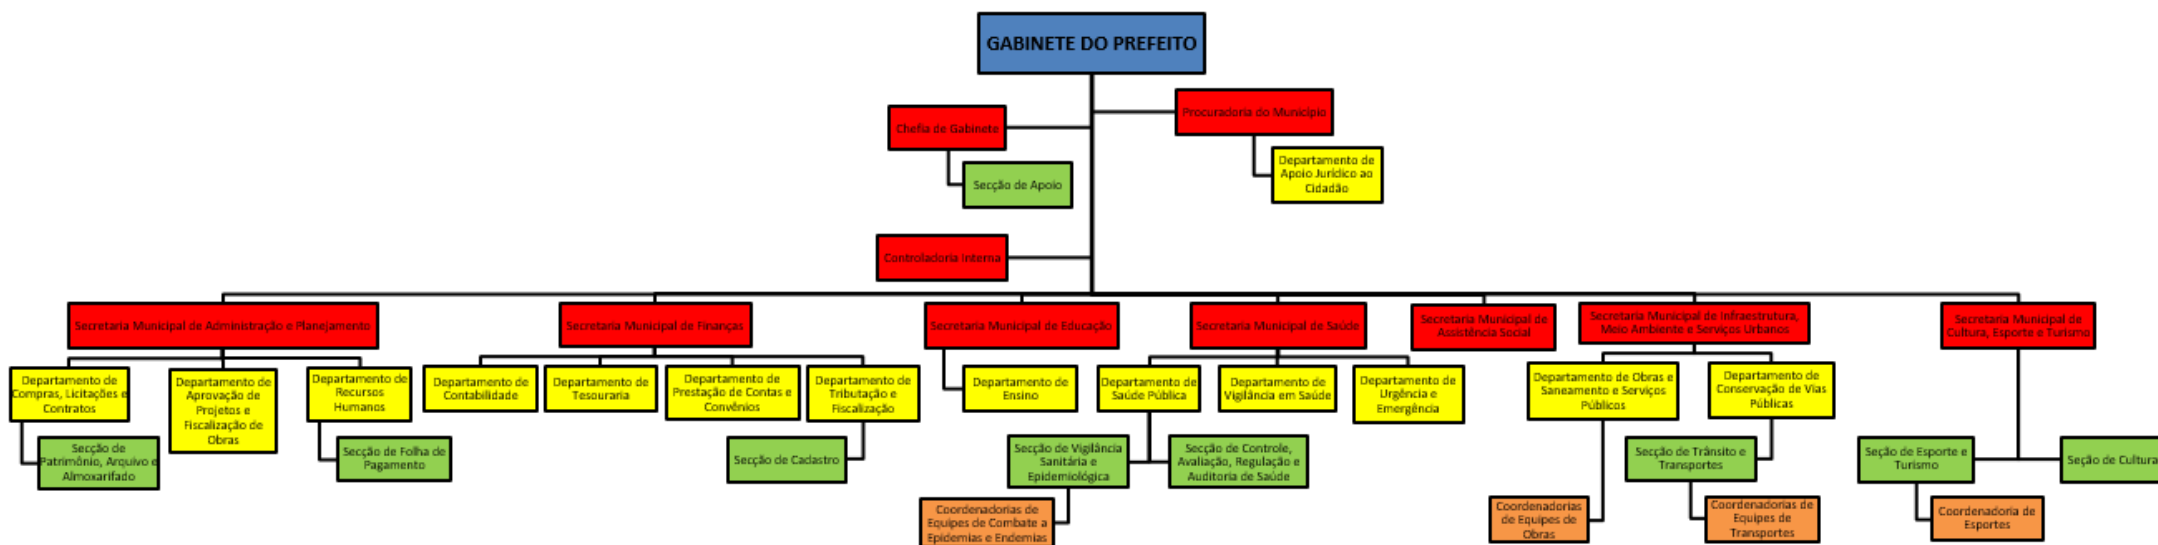 GABINETE DO PREFEITO
Chefia de Gabinete
Procuradoria do Município
Secção de Apoio
Departamento de
Apoio Jurídico ao
Cidadão
Controladoria Interna
Secretaria Municipal de Administração e Planejamento
Secretaria Municipal de Finanças
Secretaria Municipal de Educação
Secretaria Municipal de Saúde
Secretaria Municipal de
Assistência Social
Secretaria Municipal de Infraestrutura,
Meio Ambiente e Serviços Urbanos
Secretaria Municipal de
Cultura, Esporte e Turismo
Departamento de
Compras, Licitações e
Contratos
Departamento de
Aprovação de
Projetos e
Fiscalização de
Obras
Departamento de
Recursos
Humanos
Departamento de
Contabilidade
Departamento de
Tesouraria
Departamento de
Prestação de Contas e
Convênios
Departamento de
Tributação e
Fiscalização
Departamento de
Ensino
Departamento de
Saúde Pública
Departamento de
Vigilância em Saúde
Departamento de
Urgência e
Emergência
Departamento de Obras e
Saneamento e Serviços
Públicos
Departamento de
Conservação de Vias
Públicas
Secção de
Patrimônio, Arquivo e
Almoxarifado
Secção de Folha de
Pagamento
Secção de Cadastro
Secção de Vigilância
Sanitária e
Epidemiológica
Secção de Controle,
Avaliação, Regulação e
Auditoria de Saúde
Secção de Trânsito e
Transportes
Seção de Esporte e
Turismo
Seção de Cultura
Coordenadorias de
Equipes de Combate a
Epidemias e Endemias
Coordenadorias
de Equipes de
Obras
Coordenadorias de
Equipes de
Transportes
Coordenadoria de
Esportes